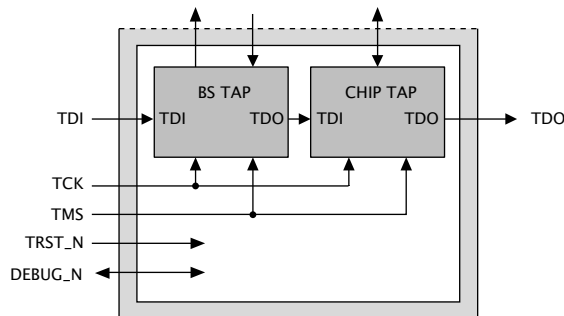 BS TAP
CHIP TAP
TDI
TDI
TDO
TDI
TDO
TDO
TCK
TMS
TRST_N
DEBUG_N